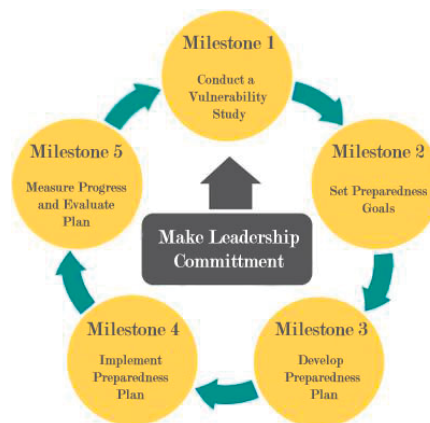 Milestone 1
Conduct a
Vulnerability
Study
Milestone 2
Set Preparedness
Goals
Milestone 3
Develop
Preparedness
Plan
Milestone 4
Implement
Preparedness
Plan
Milestone 5
Measure Progress
and Evaluate
Plan
Make Leadership
Committment